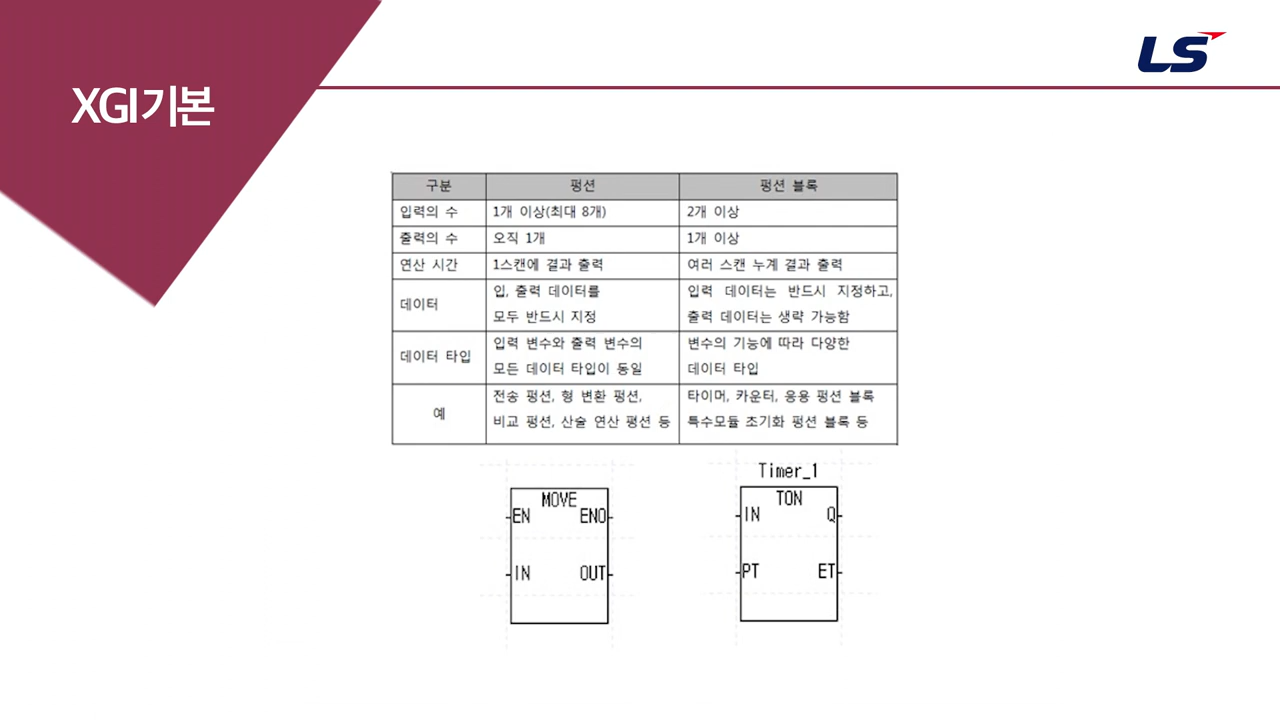 XGI기본
LS
구분 펑션 펑션 블록
입력의 수 1개 이상(최대 8개) 2개 이상
출력의 수 오직 1개 1개 이상
연산 시간 1스캔에 결과 출력 여러 스캔 누계 결과 출력
데이터 입, 출력 데이터를 모두 반드시 지정 입력 데이터는 반드시 지정하고, 출력 데이터는 생략 가능함
데이터 타입 입력 변수와 출력 변수의 모든 데이터 타입이 동일 변수의 기능에 따라 다양한 데이터 타입
예 전송 펑션, 형 변환 펑션, 비교 펑션, 산술 연산 펑션 등 타이머, 카운터, 응용 펑션 블록 특수모듈 초기화 펑션 블록 등
MOVE
EN ENO
IN OUT
Timer_1
TON
IN Q
PT ET